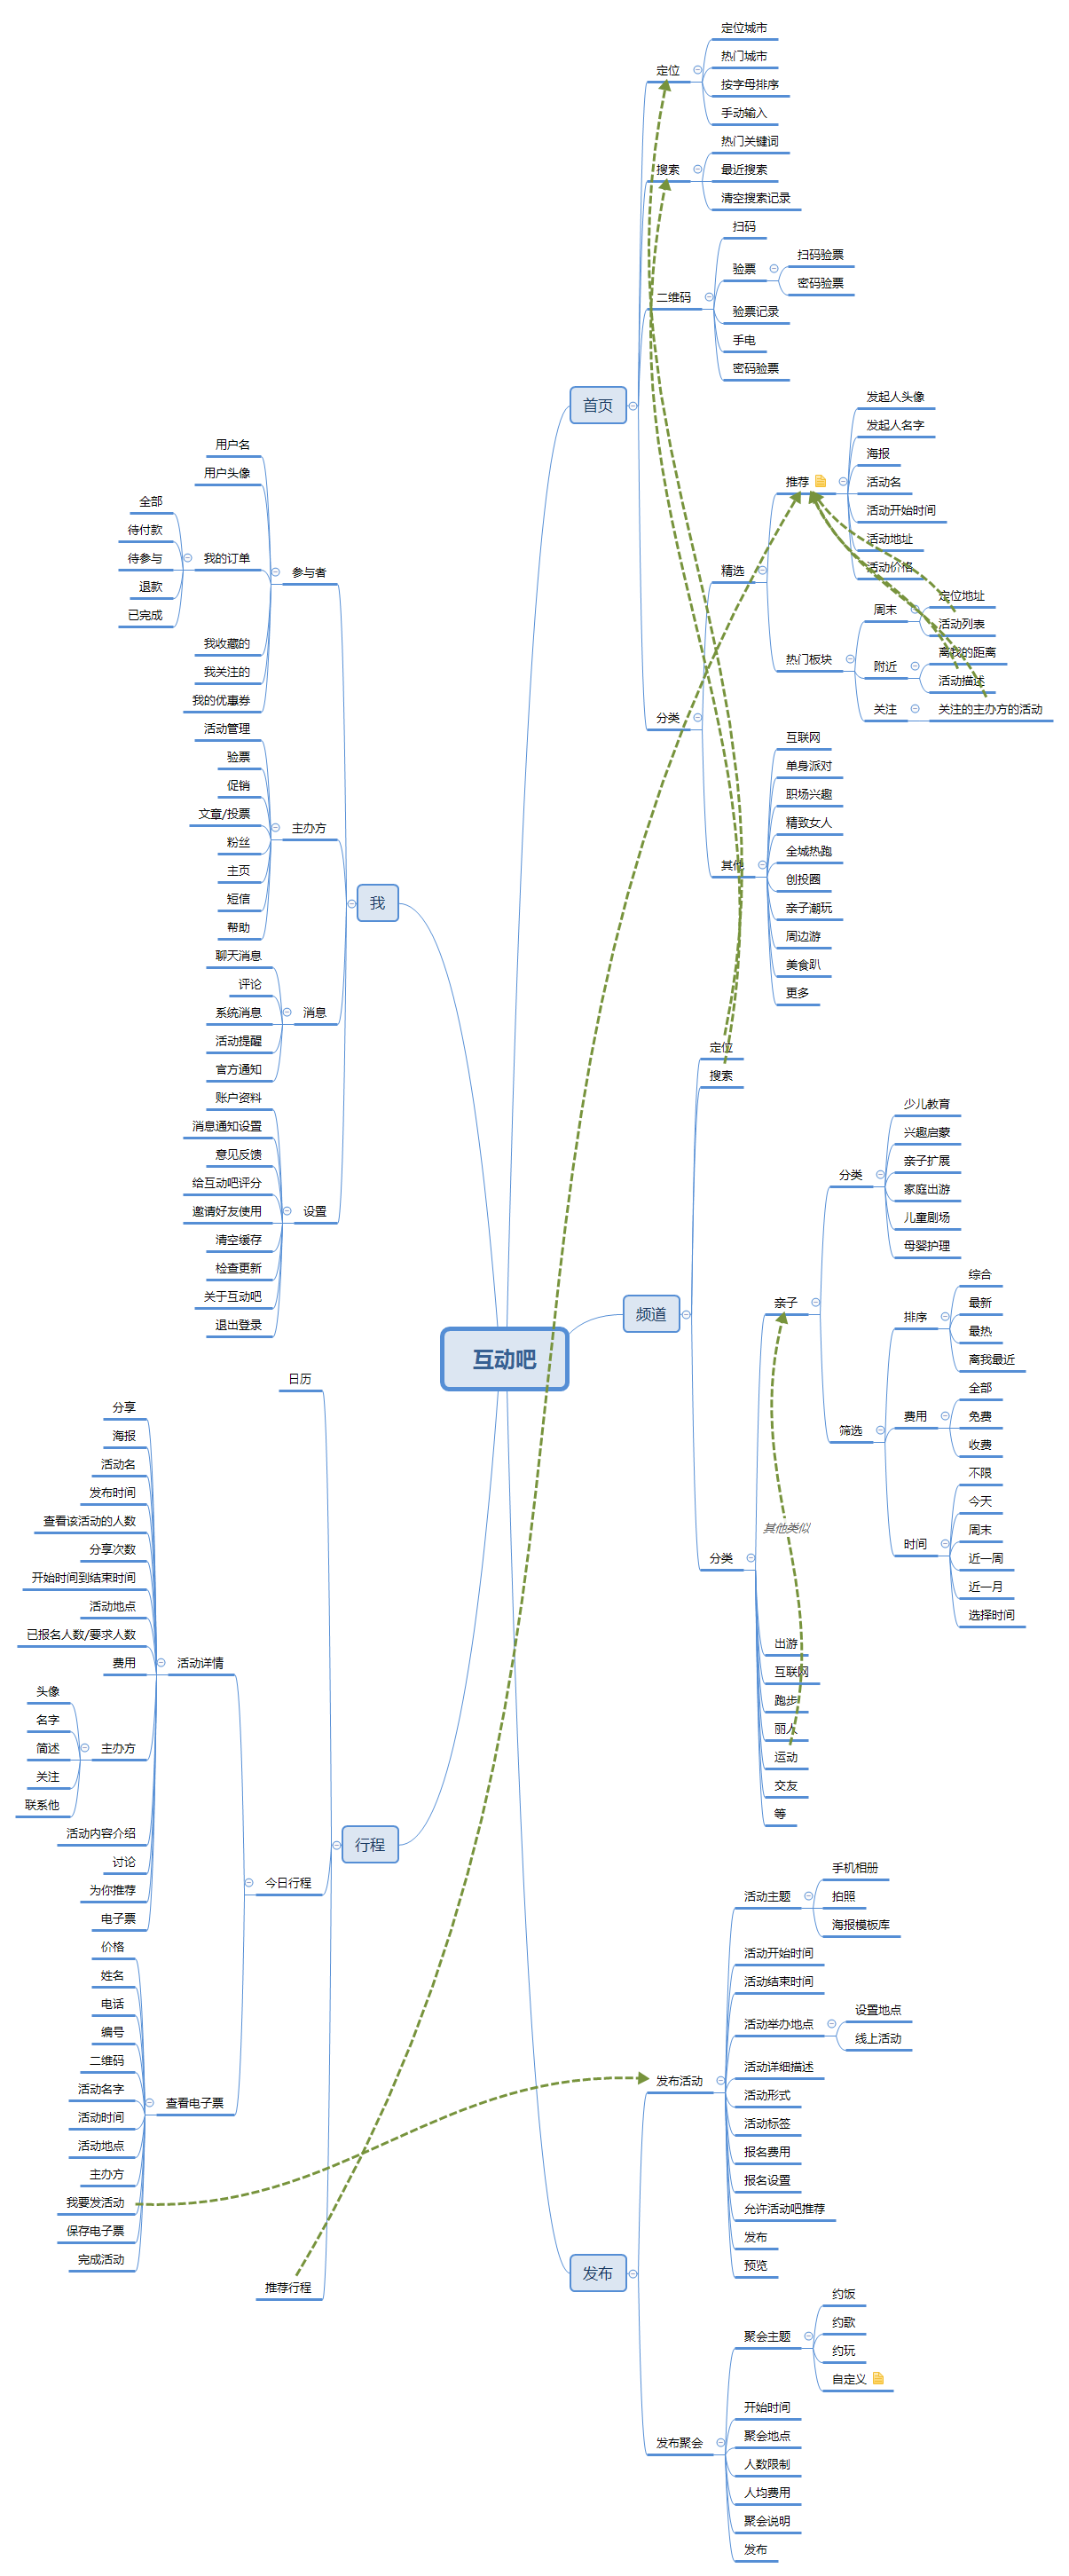 互动吧
首页
定位
定位城市
热门城市
按字母排序
手动输入
搜索
热门关键词
最近搜索
清空搜索记录
二维码
扫码
验票
扫码验票
密码验票
验票记录
手电
密码验票
分类
精选
推荐
发起人头像
发起人名字
海报
活动名
活动开始时间
活动地址
活动价格
热门板块
周末
定位地址
活动列表
附近
离我的距离
活动描述
关注
关注的主办方的活动
其他
互联网
单身派对
职场兴趣
精致女人
全城热跑
创投圈
亲子潮玩
周边游
美食趴
更多
频道
定位
搜索
分类
亲子
分类
少儿教育
兴趣启蒙
亲子扩展
家庭出游
儿童剧场
母婴护理
筛选
排序
综合
最新
最热
离我最近
费用
全部
免费
收费
时间
不限
今天
周末
近一周
近一月
选择时间
其他类似
出游
互联网
跑步
丽人
运动
交友
等
发布
发布活动
活动主题
手机相册
拍照
海报模板库
活动开始时间
活动结束时间
活动举办地点
设置地点
线上活动
活动详细描述
活动形式
活动标签
报名费用
报名设置
允许活动吧推荐
发布
预览
发布聚会
聚会主题
约饭
约歌
约玩
自定义
开始时间
聚会地点
人数限制
人均费用
聚会说明
发布
我
参与者
用户名
用户头像
我的订单
全部
待付款
待参与
退款
已完成
我收藏的
我关注的
我的优惠券
主办方
活动管理
验票
促销
文章/投票
粉丝
主页
短信
帮助
消息
聊天消息
评论
系统消息
活动提醒
官方通知
设置
账户资料
消息通知设置
意见反馈
给互动吧评分
邀请好友使用
清空缓存
检查更新
关于互动吧
退出登录
行程
日历
今日行程
活动详情
分享
海报
活动名
发布时间
查看该活动的人数
分享次数
开始时间到结束时间
活动地点
已报名人数/要求人数
费用
主办方
头像
名字
简述
关注
联系他
活动内容介绍
讨论
为你推荐
电子票
查看电子票
价格
姓名
电话
编号
二维码
活动名字
活动时间
活动地点
主办方
我要发活动
保存电子票
完成活动
推荐行程